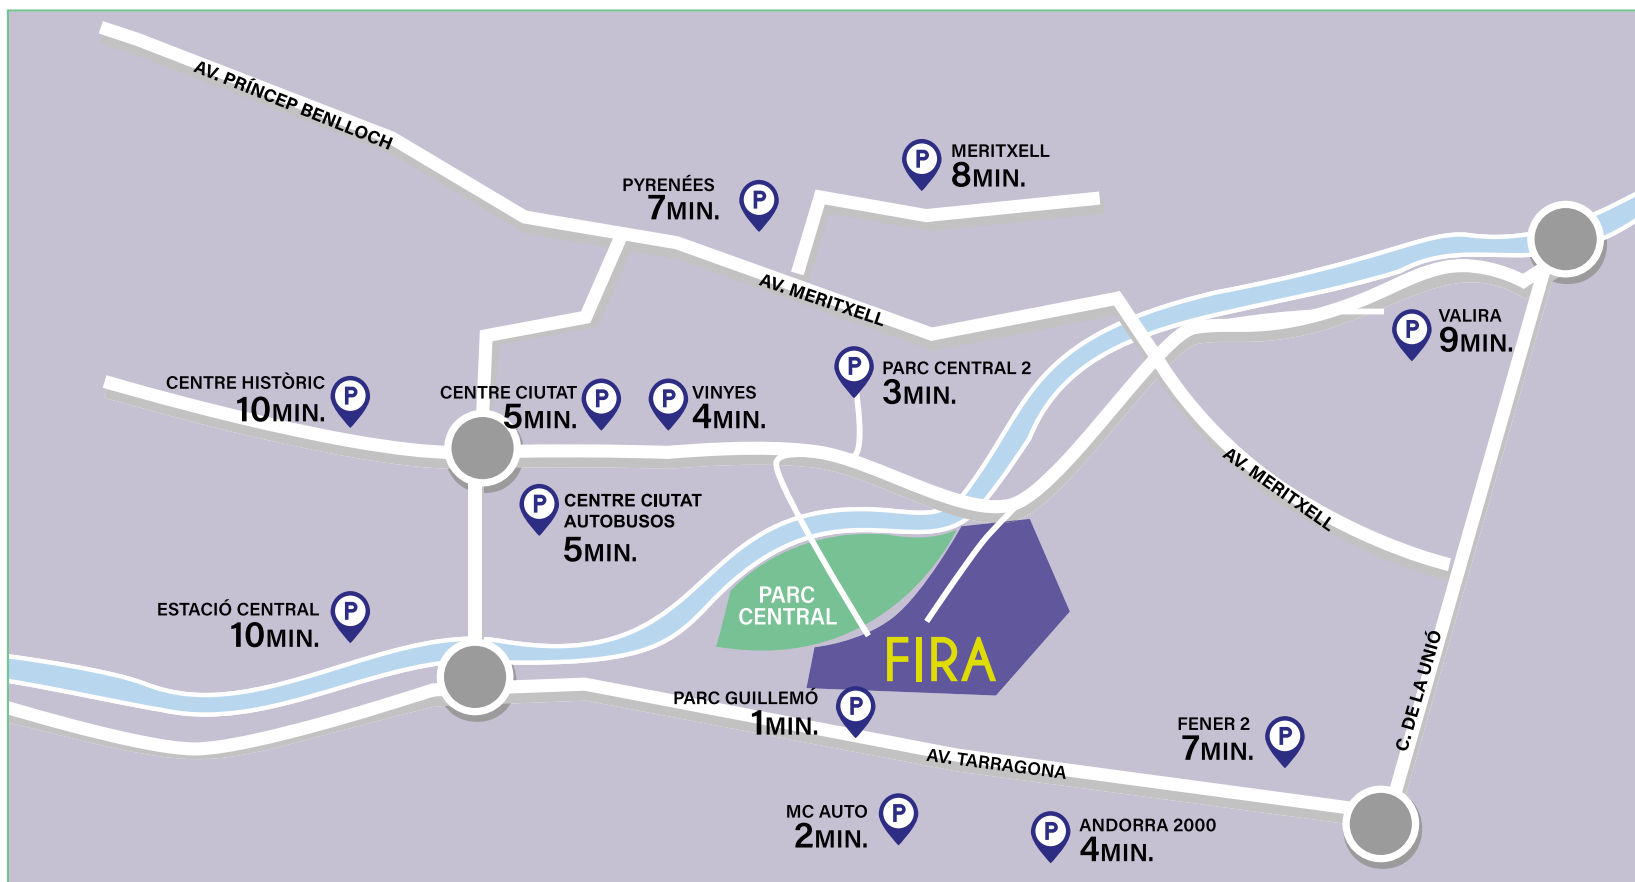 AV. PRÍNCEP BENLLOCH
P
MERITXELL
8MIN.
PYRENÉES
7MIN.
P
AV. MERITXELL
P
VALIRA
9MIN.
CENTRE HISTÒRIC
10MIN.
P
CENTRE CIUTAT
5MIN.
P
P
VINYES
4MIN.
P
PARC CENTRAL 2
3MIN.
AV. MERITXELL
P
CENTRE CIUTAT
AUTOBUSOS
5MIN.
ESTACIÓ CENTRAL
10MIN.
P
PARC
CENTRAL
FIRA
PARC GUILLEMÓ
1MIN.
P
AV. TARRAGONA
FENER 2
7MIN.
P
C. DE LA UNIÓ
MC AUTO
2MIN.
P
P
ANDORRA 2000
4MIN.